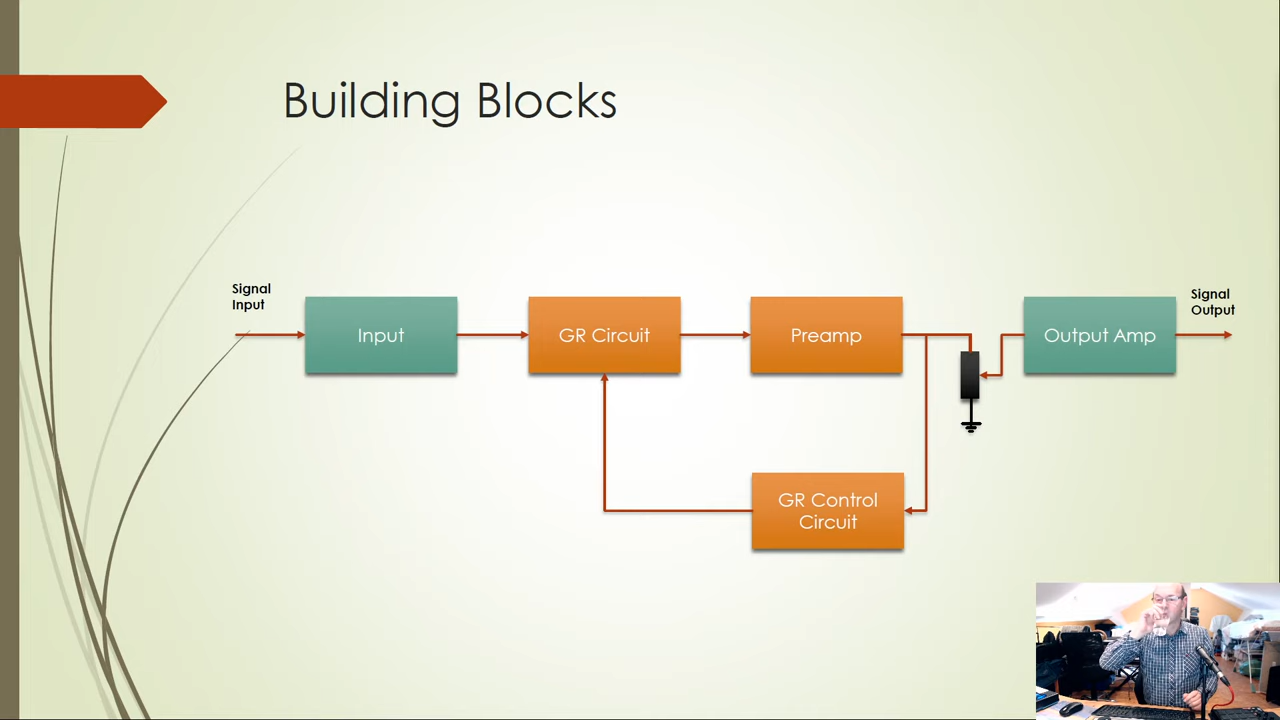 Building Blocks
Signal
Input
Input
GR Circuit
Preamp
Output Amp
Signal
Output
GR Control
Circuit